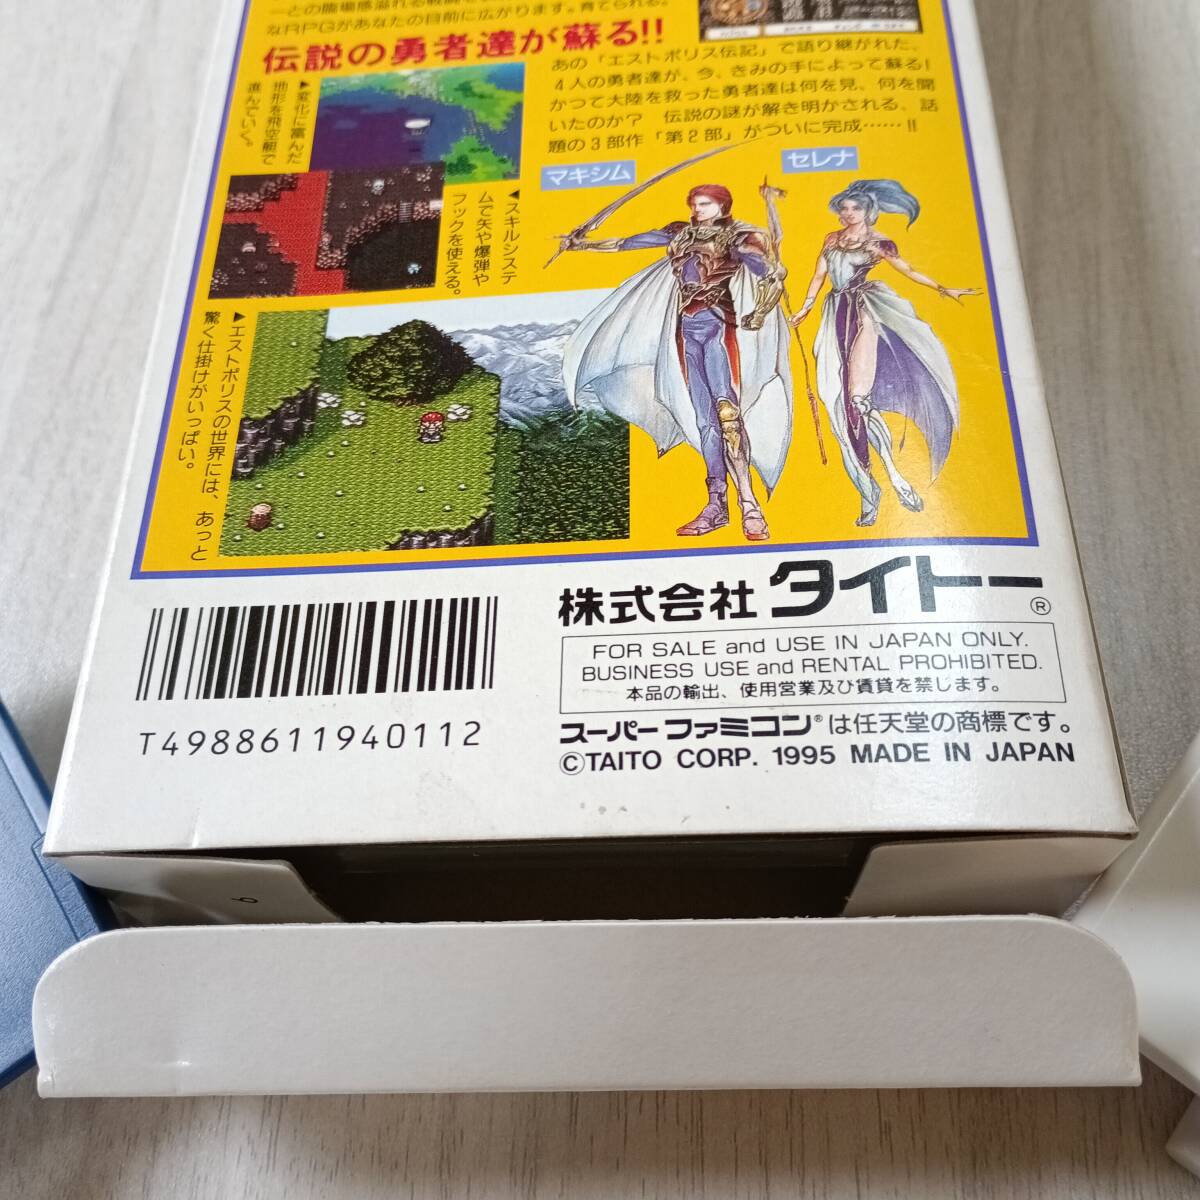 なRPGがあなたの目前に広がります。育てられる。
伝説の勇者達が蘇る!!
あの「エストポリス伝記」で語り継がれた、
4人の勇者達が、今、きみの手によって蘇る!
かつて大陸を救った勇者達は何を見、何を聞
いたのか? 伝説の謎が解き明かされる、話
題の3部作「第2部」がついに完成……!!
▶変化に富んだ
地形を飛空艇で
進んでいく。
マキシム
セレナ
◀スキルシステ
ムで矢や爆弾や
フックを使える。
▶エストポリスの世界には、あっと
驚く仕掛けがいっぱい。
株式会社 タイトー®
FOR SALE and USE IN JAPAN ONLY.
BUSINESS USE and RENTAL PROHIBITED.
本品の輸出、使用営業及び賃貸を禁じます。
スーパーファミコン®は任天堂の商標です。
©TAITO CORP. 1995 MADE IN JAPAN
T4988611940112